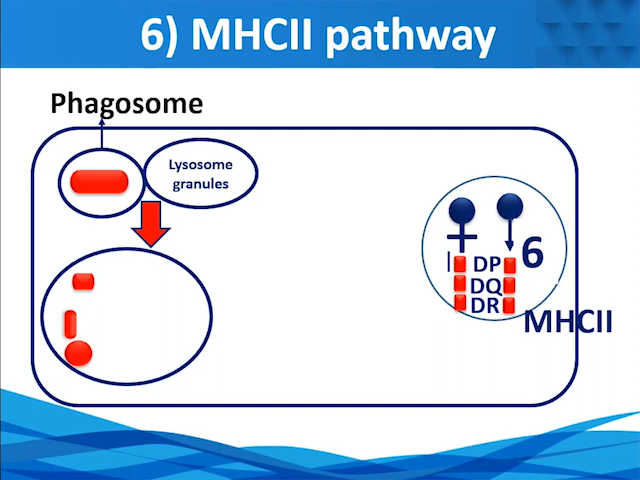 6) MHCII pathway
Phagosome
Lysosome
granules
DP
DQ
DR
6
MHCII